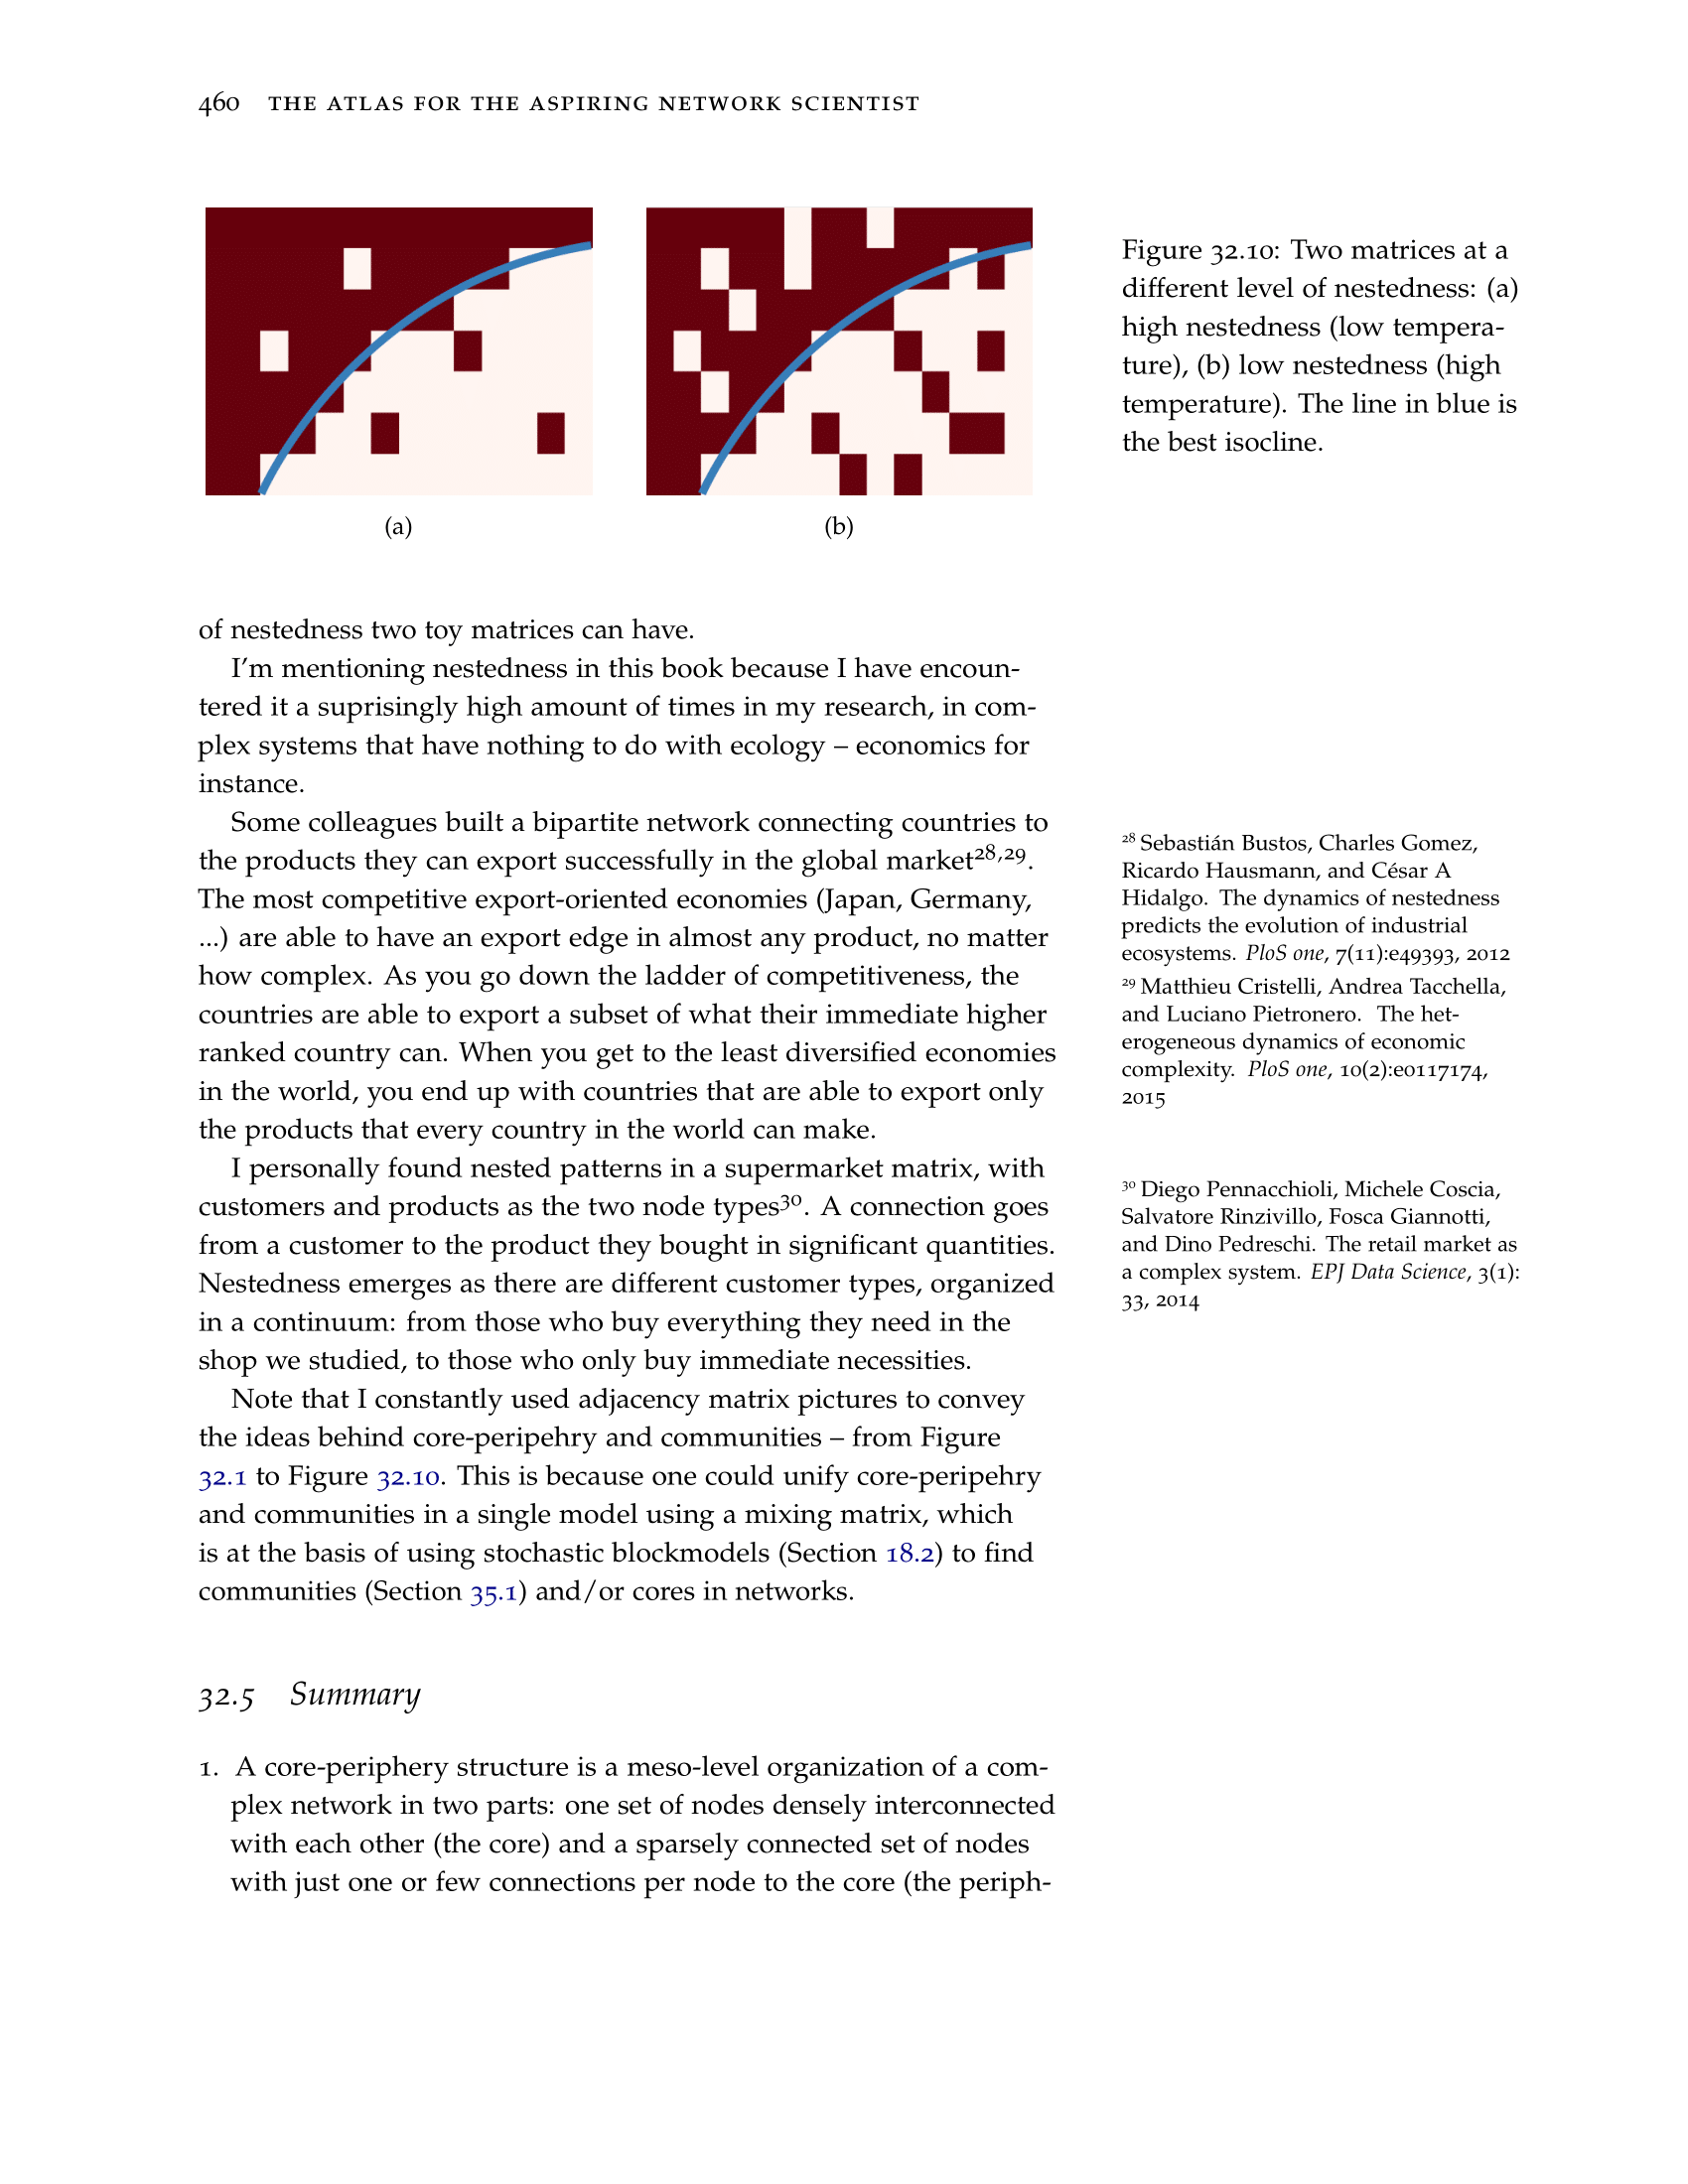 460 THE ATLAS FOR THE ASPIRING NETWORK SCIENTIST
(a)
(b)
Figure 32.10: Two matrices at a
different level of nestedness: (a)
high nestedness (low tempera-
ture), (b) low nestedness (high
temperature). The line in blue is
the best isocline.
of nestedness two toy matrices can have.
I'm mentioning nestedness in this book because I have encoun-
tered it a suprisingly high amount of times in my research, in com-
plex systems that have nothing to do with ecology – economics for
instance.
Some colleagues built a bipartite network connecting countries to
the products they can export successfully in the global market28,29.
The most competitive export-oriented economies (Japan, Germany,
...) are able to have an export edge in almost any product, no matter
how complex. As you go down the ladder of competitiveness, the
countries are able to export a subset of what their immediate higher
ranked country can. When you get to the least diversified economies
in the world, you end up with countries that are able to export only
the products that every country in the world can make.
I personally found nested patterns in a supermarket matrix, with
customers and products as the two node types30. A connection goes
from a customer to the product they bought in significant quantities.
Nestedness emerges as there are different customer types, organized
in a continuum: from those who buy everything they need in the
shop we studied, to those who only buy immediate necessities.
Note that I constantly used adjacency matrix pictures to convey
the ideas behind core-peripehry and communities – from Figure
32.1 to Figure 32.10. This is because one could unify core-peripehry
and communities in a single model using a mixing matrix, which
is at the basis of using stochastic blockmodels (Section 18.2) to find
communities (Section 35.1) and/or cores in networks.
28 Sebastián Bustos, Charles Gomez,
Ricardo Hausmann, and César A
Hidalgo. The dynamics of nestedness
predicts the evolution of industrial
ecosystems. PloS one, 7(11):e49393, 2012
29 Matthieu Cristelli, Andrea Tacchella,
and Luciano Pietronero. The het-
erogeneous dynamics of economic
complexity. PloS one, 10(2):e0117174,
2015
30 Diego Pennacchioli, Michele Coscia,
Salvatore Rinzivillo, Fosca Giannotti,
and Dino Pedreschi. The retail market as
a complex system. EPJ Data Science, 3(1):
33, 2014
32.5 Summary
1. A core-periphery structure is a meso-level organization of a com-
plex network in two parts: one set of nodes densely interconnected
with each other (the core) and a sparsely connected set of nodes
with just one or few connections per node to the core (the periph-